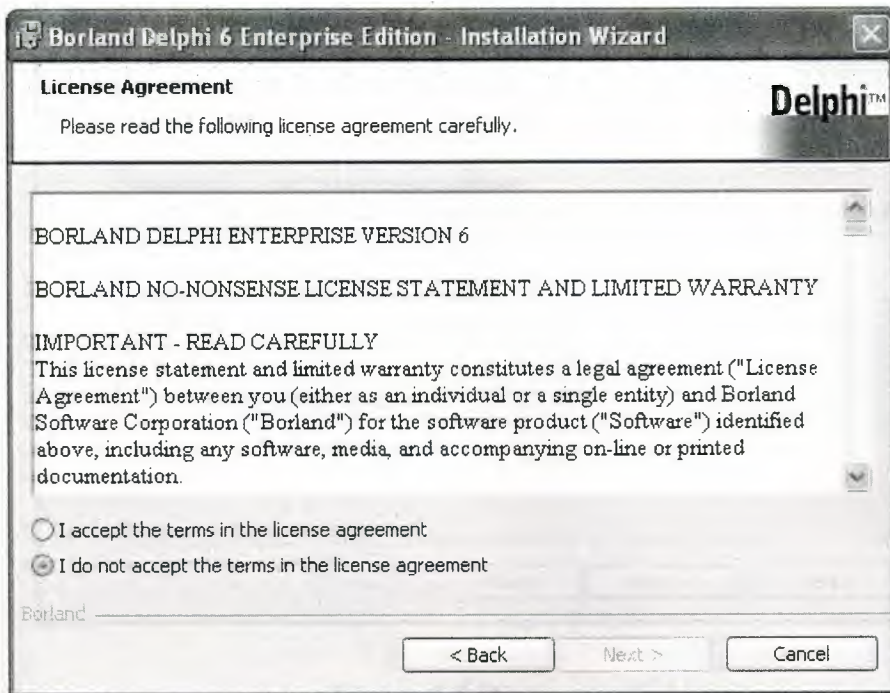 Borland Delphi 6 Enterprise Edition - Installation Wizard
License Agreement
Please read the following license agreement carefully.
Delphi™
BORLAND DELPHI ENTERPRISE VERSION 6
BORLAND NO-NONSENSE LICENSE STATEMENT AND LIMITED WARRANTY
IMPORTANT - READ CAREFULLY
This license statement and limited warranty constitutes a legal agreement ("License
Agreement") between you (either as an individual or a single entity) and Borland
Software Corporation ("Borland") for the software product ("Software") identified
above, including any software, media, and accompanying on-line or printed
documentation.
I accept the terms in the license agreement
I do not accept the terms in the license agreement
Borland
< Back
Next >
Cancel